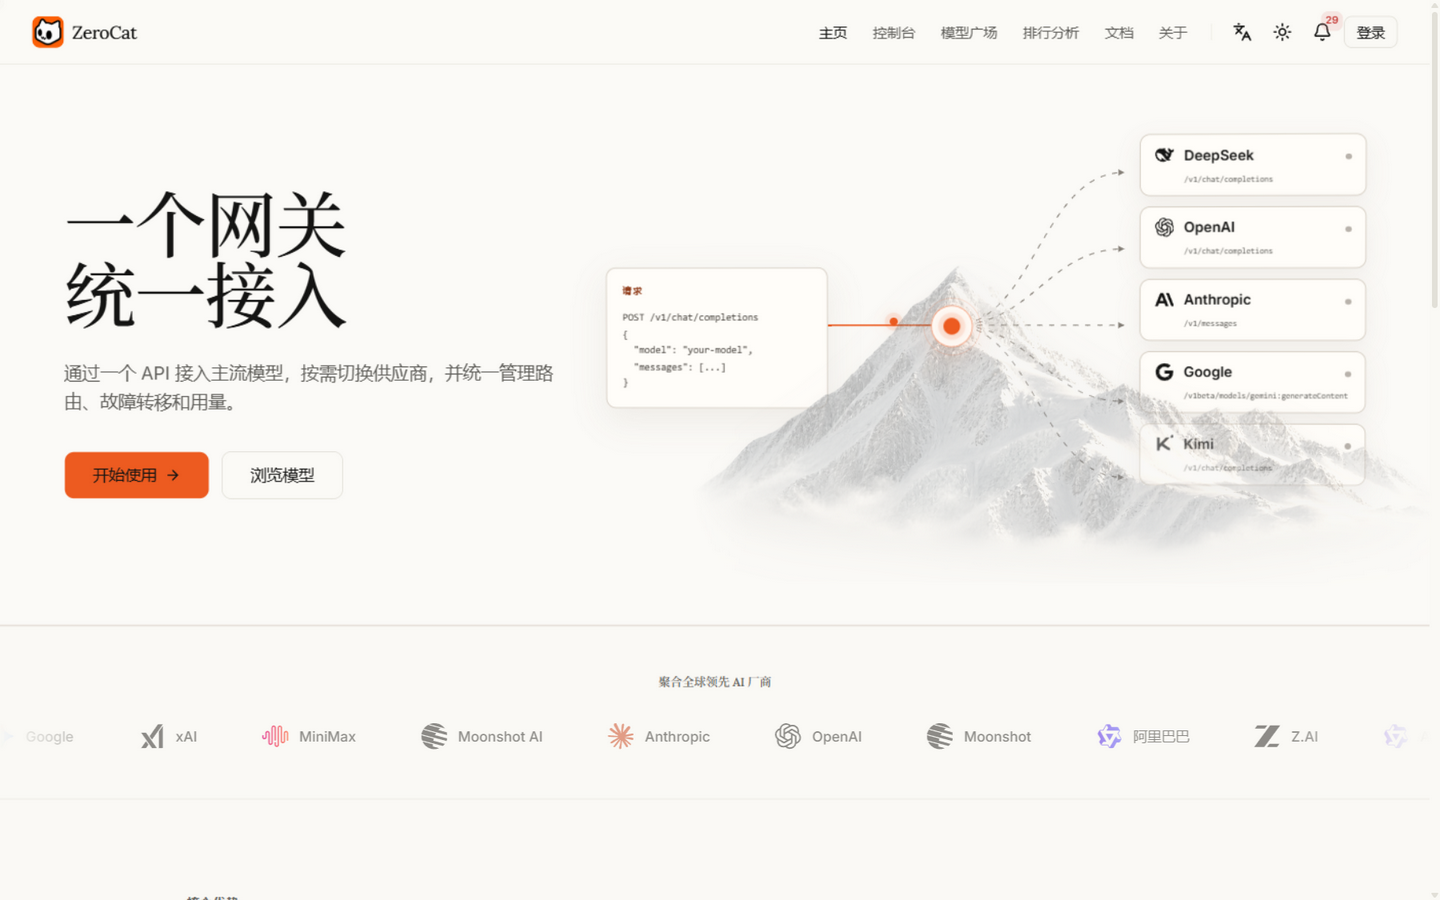 ZeroCat
主页
控制台
模型广场
排行分析
文档
关于
29
登录
一个网关
统一接入
通过一个 API 接入主流模型，按需切换供应商，并统一管理路
由、故障转移和用量。
开始使用 →
浏览模型
请求
POST /v1/chat/completions
{
"model": "your-model",
"messages": [...]
}
DeepSeek
/v1/chat/completions
OpenAI
/v1/chat/completions
Anthropic
/v1/messages
Google
/v1beta/models/gemini:generateContent
Kimi
/v1/chat/completions
聚合全球领先 AI 厂商
Google
xAI
MiniMax
Moonshot AI
Anthropic
OpenAI
Moonshot
阿里巴巴
Z.AI